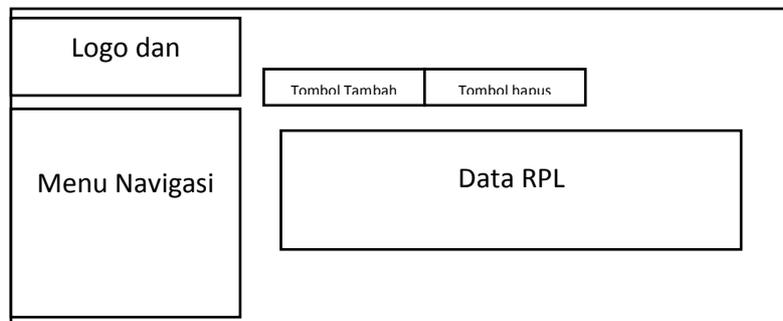 Logo dan
Tombol Tambah
Tombol hapus
Menu Navigasi
Data RPL